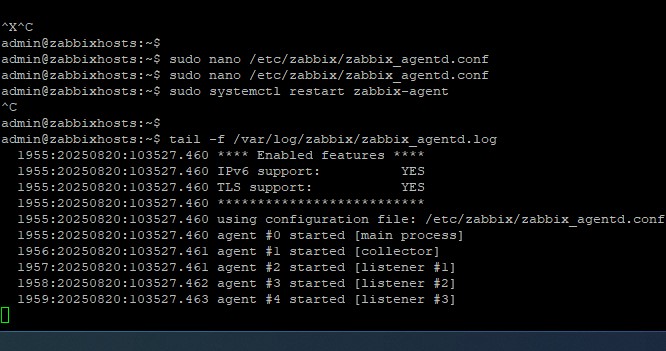 ^X^C
admin@zabbixhosts:~$
admin@zabbixhosts:~$ sudo nano /etc/zabbix/zabbix_agentd.conf
admin@zabbixhosts:~$ sudo nano /etc/zabbix/zabbix_agentd.conf
admin@zabbixhosts:~$ sudo systemctl restart zabbix-agent
^C
admin@zabbixhosts:~$
admin@zabbixhosts:~$ tail -f /var/log/zabbix/zabbix_agentd.log
  1955:20250820:103527.460 **** Enabled features ****
  1955:20250820:103527.460 IPv6 support:          YES
  1955:20250820:103527.460 TLS support:           YES
  1955:20250820:103527.460 **************************
  1955:20250820:103527.460 using configuration file: /etc/zabbix/zabbix_agentd.conf
  1955:20250820:103527.460 agent #0 started [main process]
  1956:20250820:103527.461 agent #1 started [collector]
  1957:20250820:103527.461 agent #2 started [listener #1]
  1958:20250820:103527.462 agent #3 started [listener #2]
  1959:20250820:103527.463 agent #4 started [listener #3]